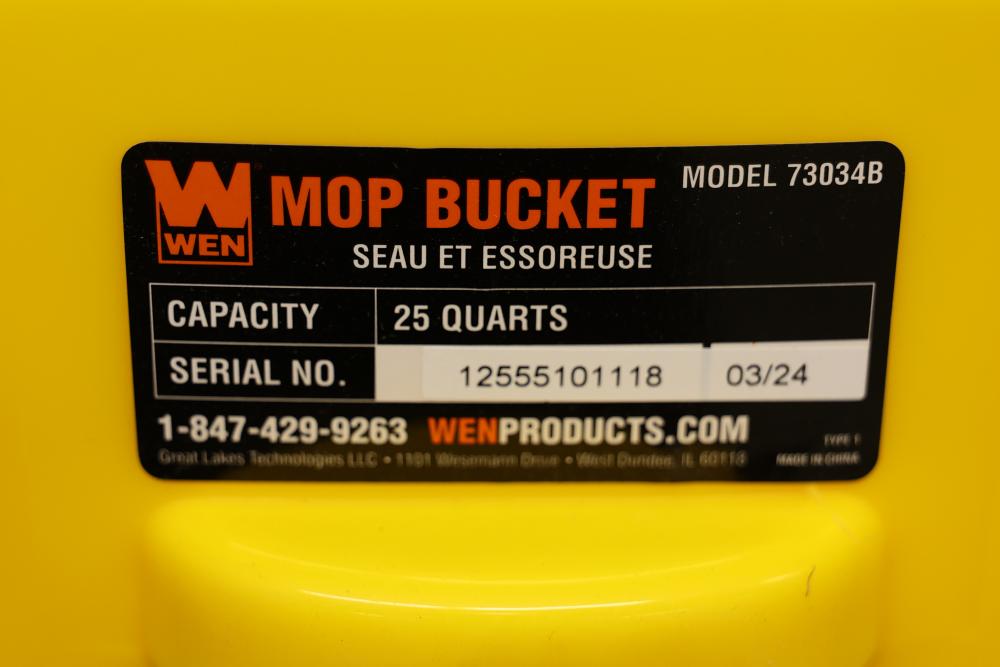 WEN
MOP BUCKET
MODEL 73034B
SEAU ET ESSOREUSE
CAPACITY 25 QUARTS
SERIAL NO. 12555101118 03/24
1-847-429-9263 WENPRODUCTS.COM
TYPE 1
Great Lakes Technologies LLC • 1101 Wesemann Drive • West Dundee, IL 60118
MADE IN CHINA